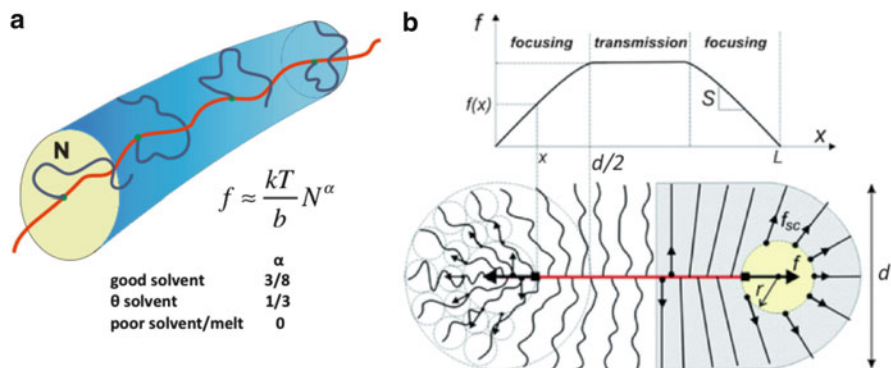 a
N
f ≈ kT/b N^α
α
good solvent 3/8
θ solvent 1/3
poor solvent/melt 0
b
f
focusing transmission focusing
f(x)
S
x
d/2
L
x
f_sc
f
r
d